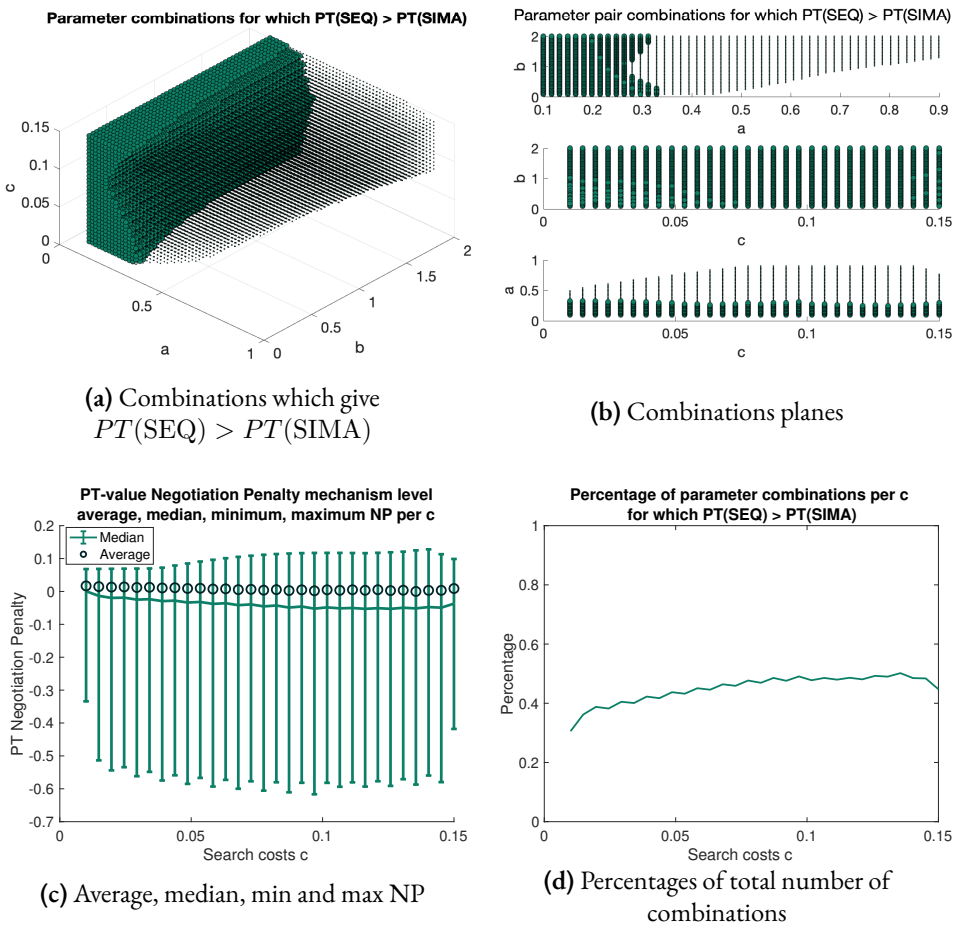 Parameter combinations for which PT(SEQ) > PT(SIMA)
0.15
0.1
0.05
0
c
0
0.5
1
a
0
0.5
1
1.5
2
b
(a) Combinations which give
PT(SEQ) > PT(SIMA)
Parameter pair combinations for which PT(SEQ) > PT(SIMA)
2
1
0
b
0.1 0.2 0.3 0.4 0.5 0.6 0.7 0.8 0.9
a
2
1
0
b
0 0.05 0.1 0.15
c
1
0.5
0
a
0 0.05 0.1 0.15
c
(b) Combinations planes
PT-value Negotiation Penalty mechanism level
average, median, minimum, maximum NP per c
Median
Average
0.2
0.1
0
-0.1
-0.2
-0.3
-0.4
-0.5
-0.6
-0.7
PT Negotiation Penalty
0 0.05 0.1 0.15
Search costs c
(c) Average, median, min and max NP
Percentage of parameter combinations per c
for which PT(SEQ) > PT(SIMA)
1
0.8
0.6
0.4
0.2
0
Percentage
0 0.05 0.1 0.15
Search costs c
(d) Percentages of total number of
combinations